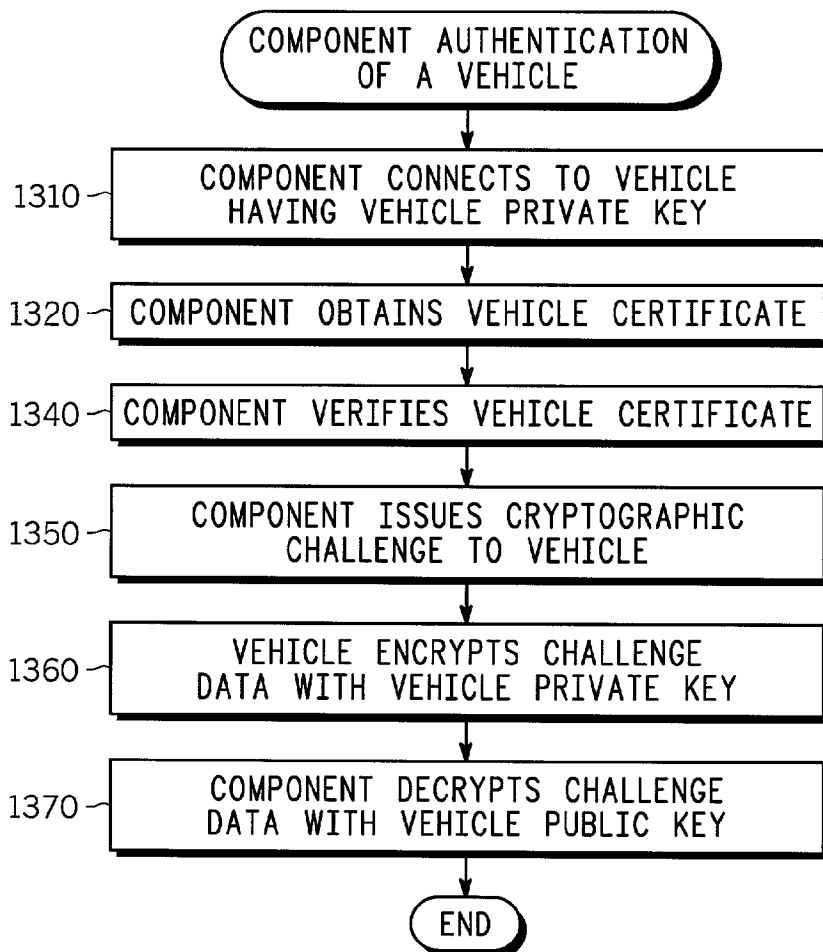 COMPONENT AUTHENTICATION
OF A VEHICLE
1310
COMPONENT CONNECTS TO VEHICLE
HAVING VEHICLE PRIVATE KEY
1320
COMPONENT OBTAINS VEHICLE CERTIFICATE
1340
COMPONENT VERIFIES VEHICLE CERTIFICATE
1350
COMPONENT ISSUES CRYPTOGRAPHIC
CHALLENGE TO VEHICLE
1360
VEHICLE ENCRYPTS CHALLENGE
DATA WITH VEHICLE PRIVATE KEY
1370
COMPONENT DECRYPTS CHALLENGE
DATA WITH VEHICLE PUBLIC KEY
END